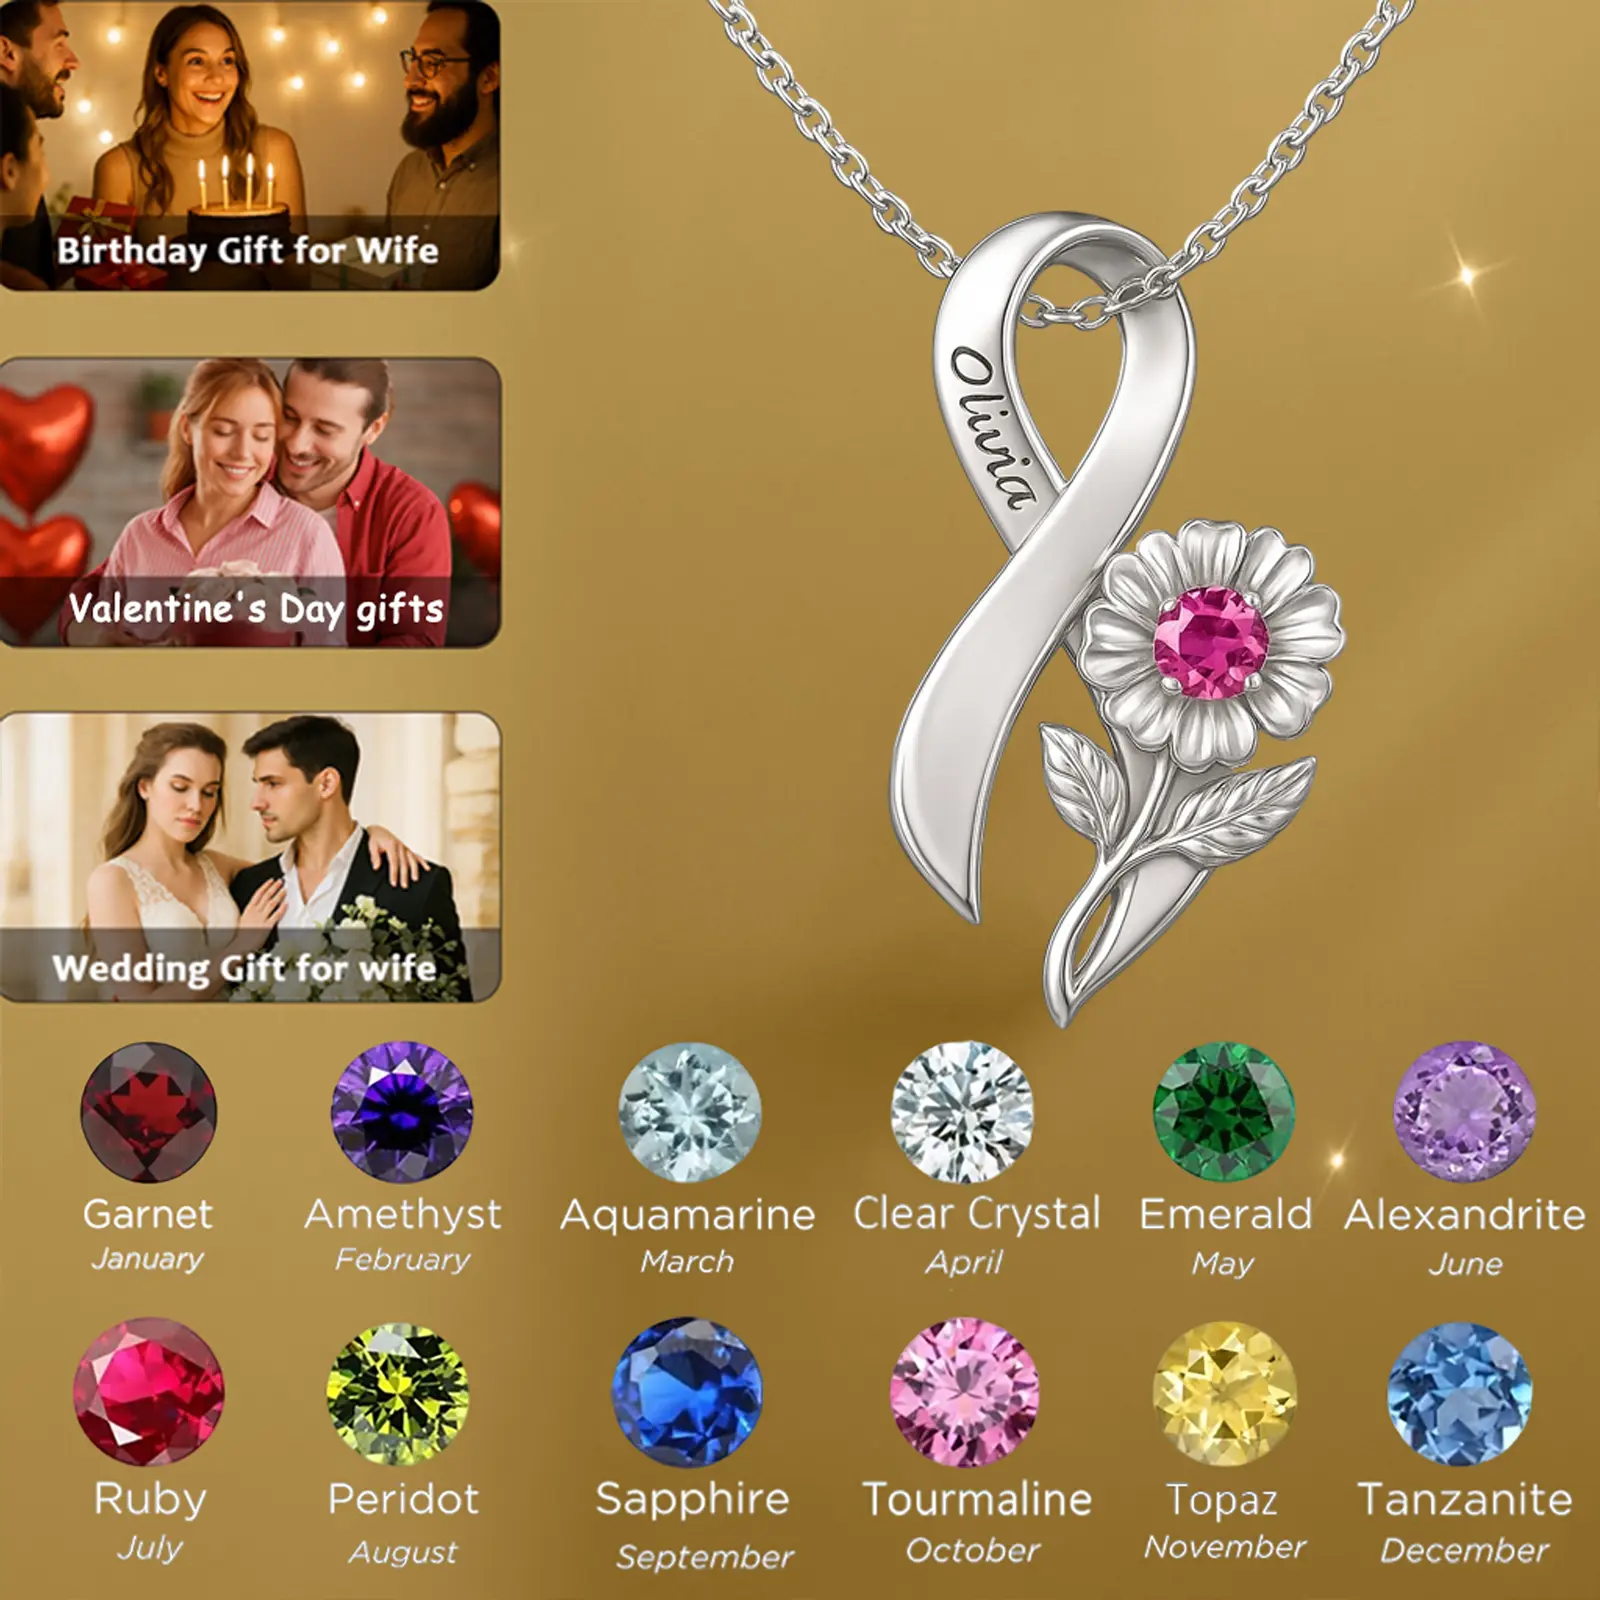 Birthday Gift for Wife
Valentine's Day gifts
Wedding Gift for wife
Olivia
Garnet
January
Amethyst
February
Aquamarine
March
Clear Crystal
April
Emerald
May
Alexandrite
June
Ruby
July
Peridot
August
Sapphire
September
Tourmaline
October
Topaz
November
Tanzanite
December